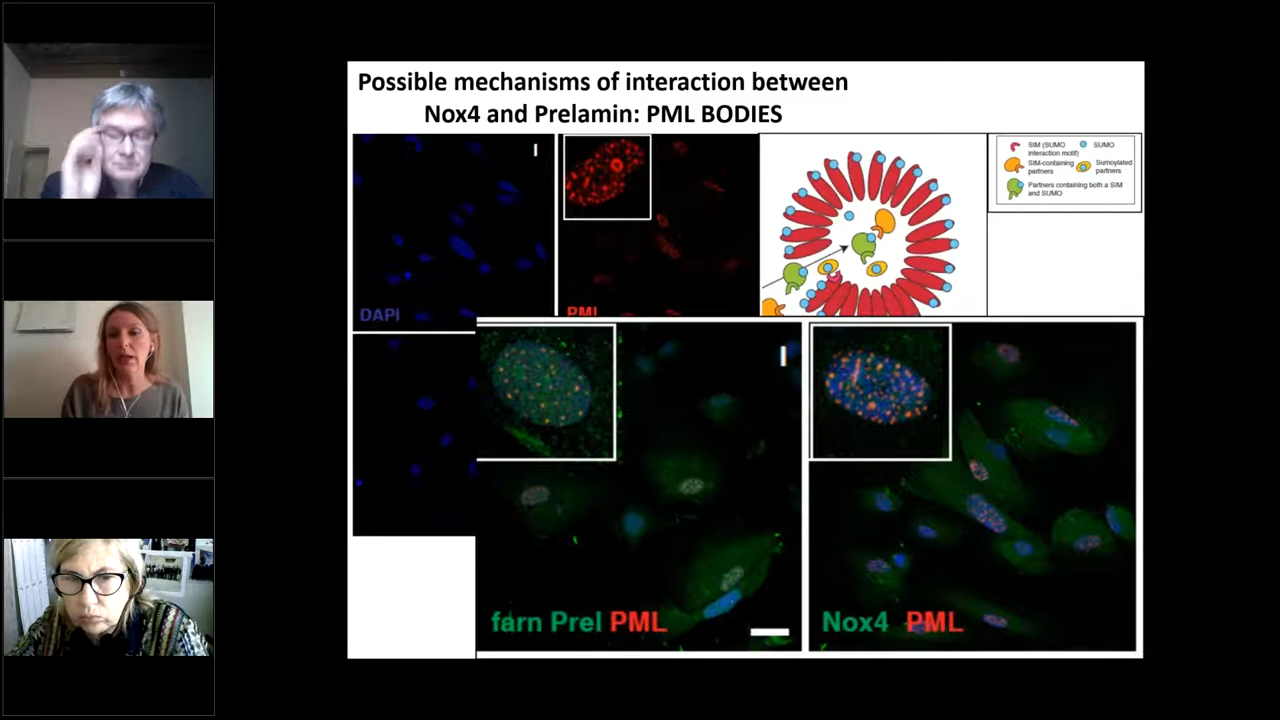 Possible mechanisms of interaction between
Nox4 and Prelamin: PML BODIES
I
I
DAPI
PML
SIM (SUMO
interaction motif)
SUMO
SIM-containing
partners
Sumoylated
partners
Partners containing both a SIM
and SUMO
I
farn Prel PML
Nox4 PML